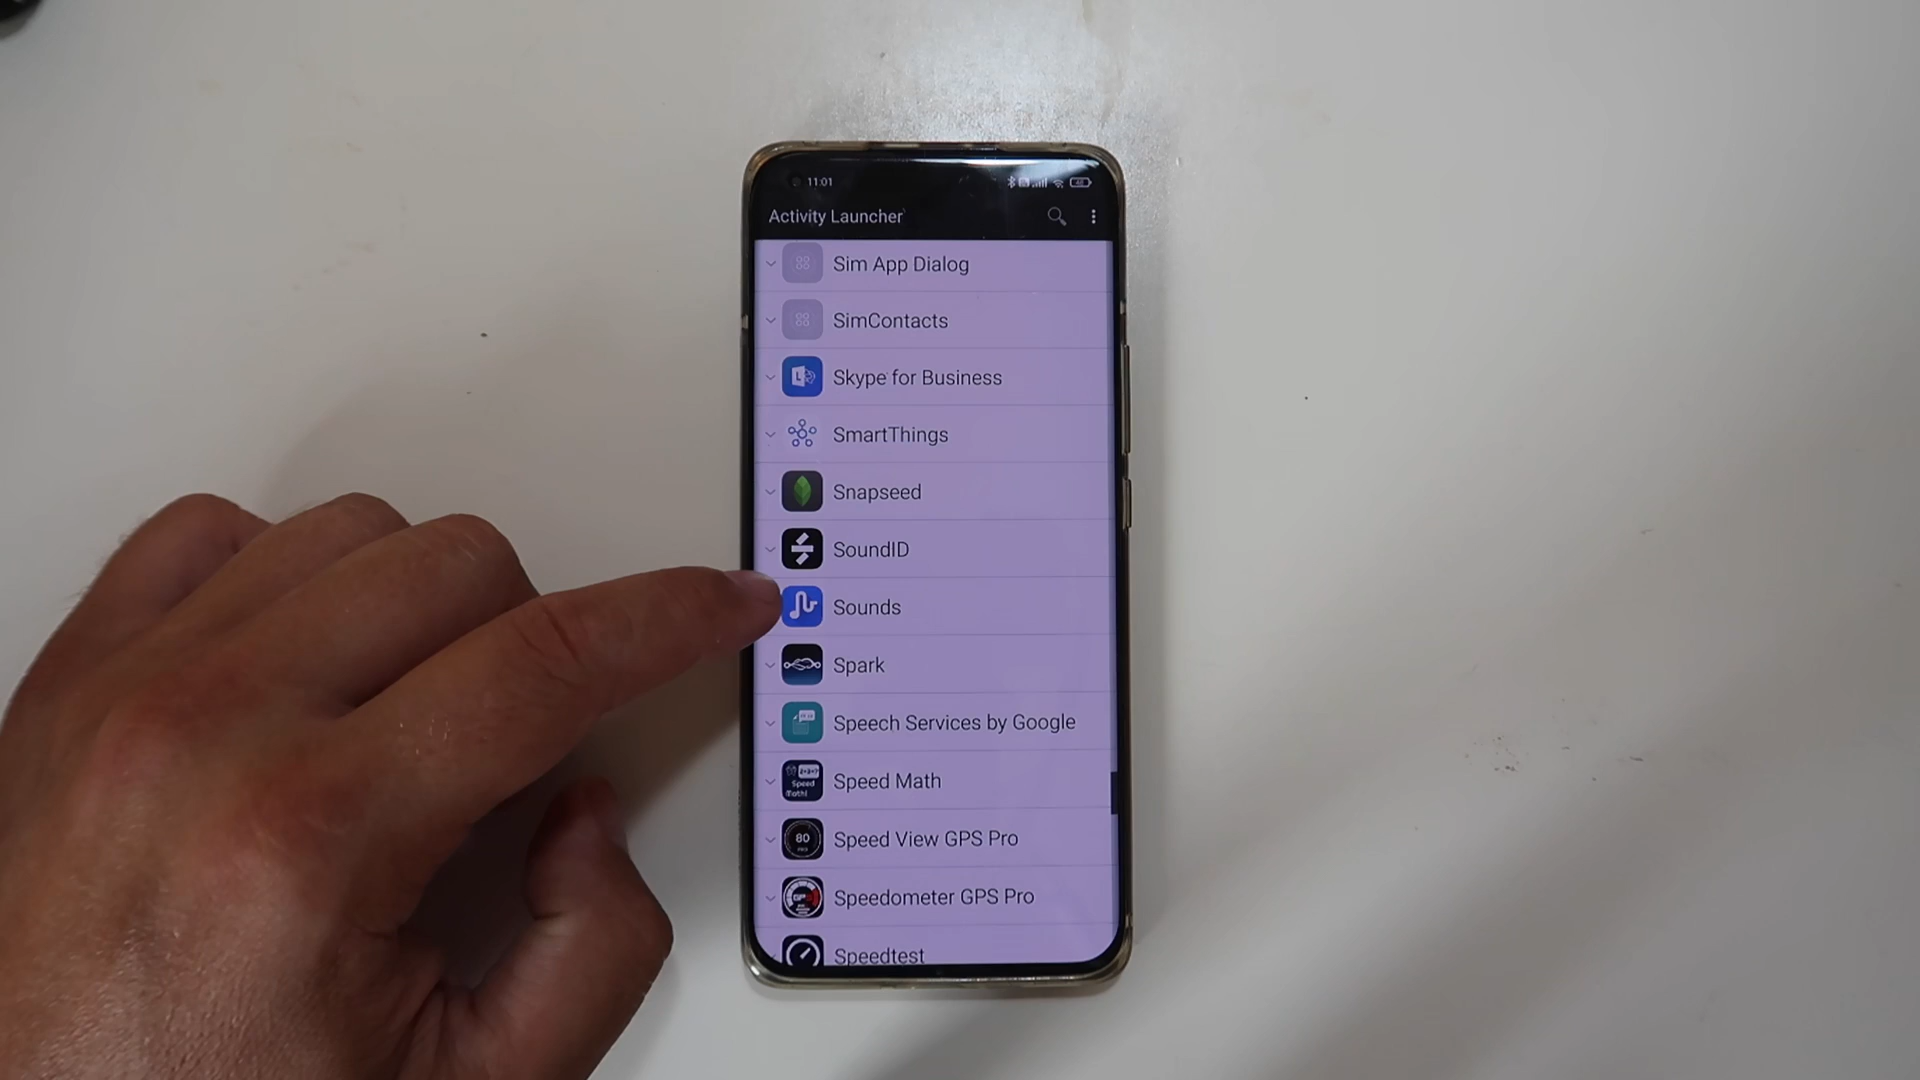 11:01
Activity Launcher
Sim App Dialog
SimContacts
Skype for Business
SmartThings
Snapseed
SoundID
Sounds
Spark
Speech Services by Google
Speed Math
Speed View GPS Pro
80
Speedometer GPS Pro
Speedtest